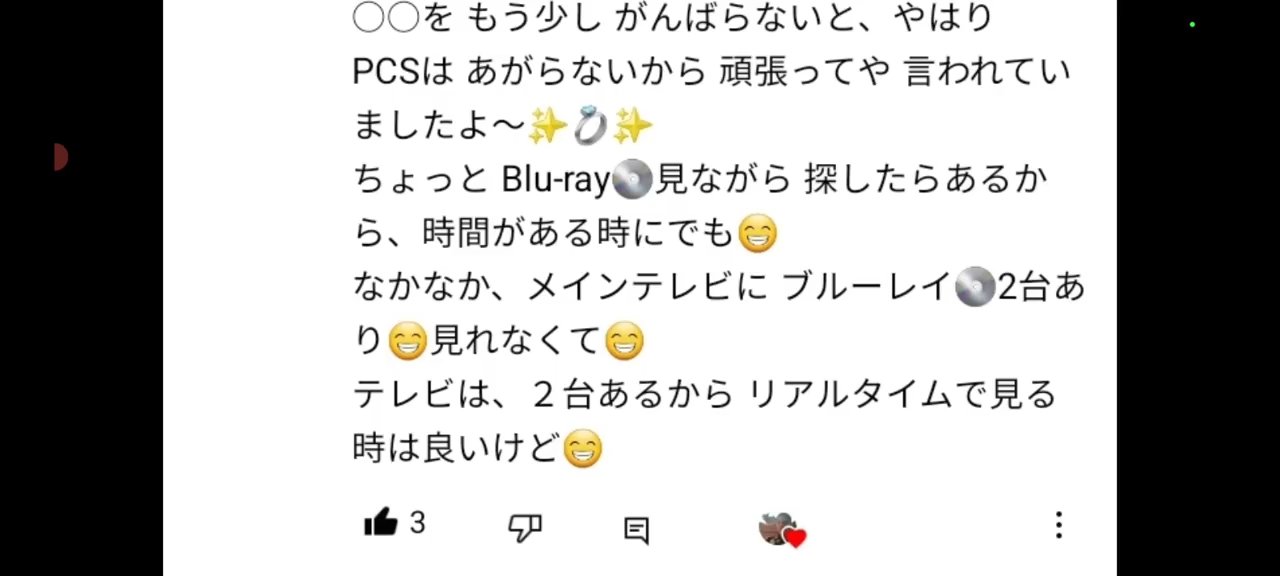 ○○を もう少し がんばらないと、やはり
PCSは あがらないから 頑張ってや 言われてい
ましたよ〜✨💍✨
ちょっと Blu-ray💿見ながら 探したらあるか
ら、時間がある時にでも😁
なかなか、メインテレビに ブルーレイ💿2台あ
り😁見れなくて😁
テレビは、２台あるから リアルタイムで見る
時は良いけど😁
3